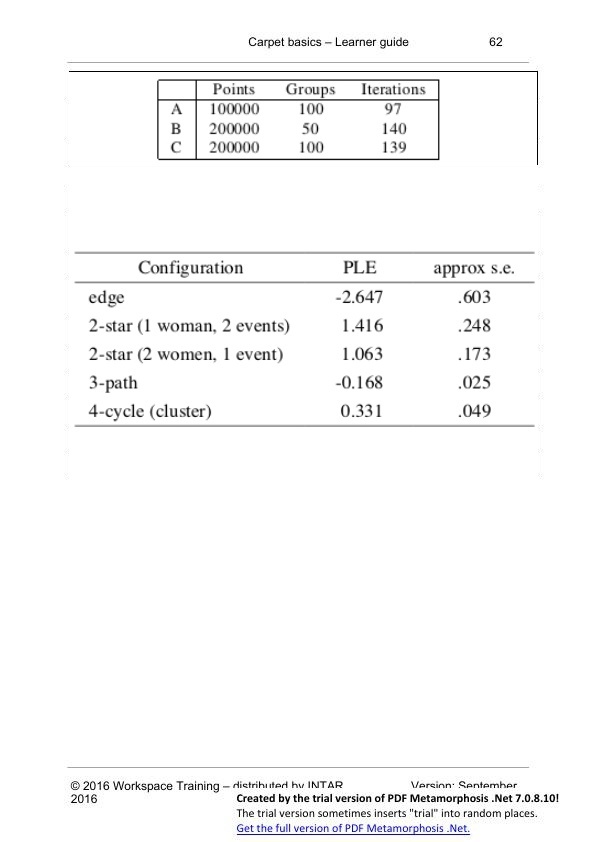 Carpet basics – Learner guide 62
Points Groups Iterations
A 100000 100 97
B 200000 50 140
C 200000 100 139
Configuration PLE approx s.e.
edge -2.647 .603
2-star (1 woman, 2 events) 1.416 .248
2-star (2 women, 1 event) 1.063 .173
3-path -0.168 .025
4-cycle (cluster) 0.331 .049
© 2016 Workspace Training – distributed by INTAR Version: September
2016
Created by the trial version of PDF Metamorphosis .Net 7.0.8.10!
The trial version sometimes inserts "trial" into random places.
Get the full version of PDF Metamorphosis .Net.